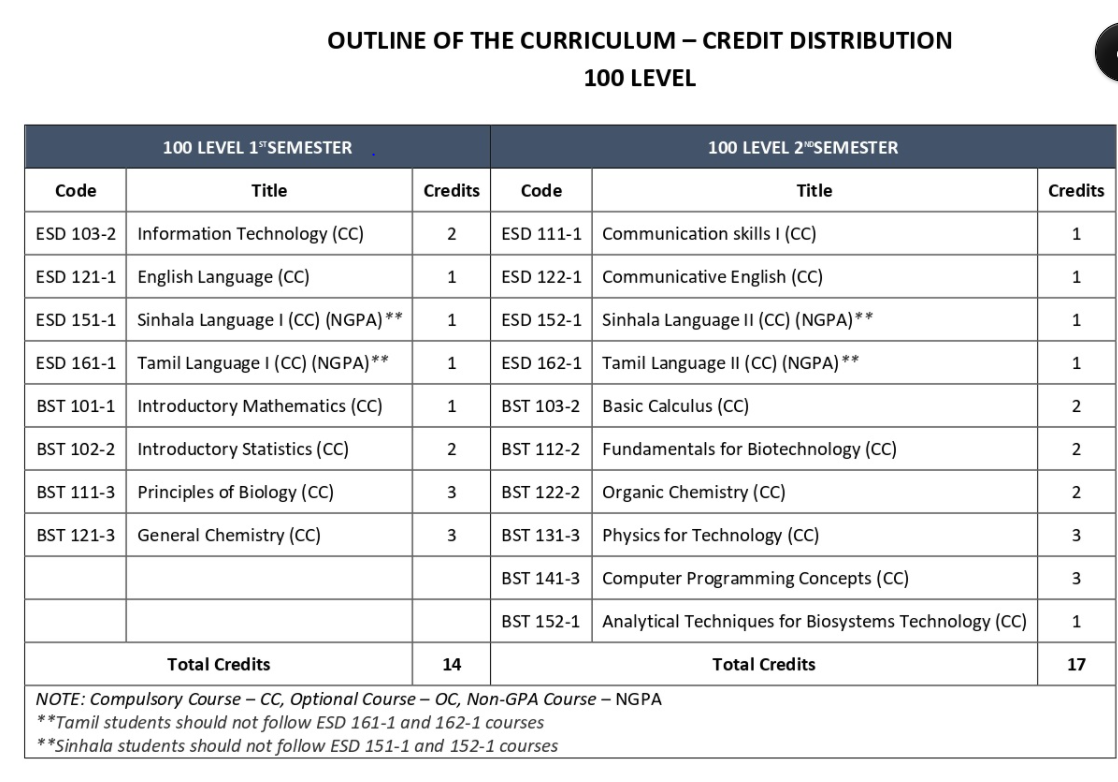 OUTLINE OF THE CURRICULUM – CREDIT DISTRIBUTION
100 LEVEL
100 LEVEL 1STSEMESTER 100 LEVEL 2NDSEMESTER
Code Title Credits Code Title Credits
ESD 103-2 Information Technology (CC) 2 ESD 111-1 Communication skills I (CC) 1
ESD 121-1 English Language (CC) 1 ESD 122-1 Communicative English (CC) 1
ESD 151-1 Sinhala Language I (CC) (NGPA)** 1 ESD 152-1 Sinhala Language II (CC) (NGPA)** 1
ESD 161-1 Tamil Language I (CC) (NGPA)** 1 ESD 162-1 Tamil Language II (CC) (NGPA)** 1
BST 101-1 Introductory Mathematics (CC) 1 BST 103-2 Basic Calculus (CC) 2
BST 102-2 Introductory Statistics (CC) 2 BST 112-2 Fundamentals for Biotechnology (CC) 2
BST 111-3 Principles of Biology (CC) 3 BST 122-2 Organic Chemistry (CC) 2
BST 121-3 General Chemistry (CC) 3 BST 131-3 Physics for Technology (CC) 3
BST 141-3 Computer Programming Concepts (CC) 3
BST 152-1 Analytical Techniques for Biosystems Technology (CC) 1
Total Credits 14 Total Credits 17
NOTE: Compulsory Course – CC, Optional Course – OC, Non-GPA Course – NGPA
**Tamil students should not follow ESD 161-1 and 162-1 courses
**Sinhala students should not follow ESD 151-1 and 152-1 courses